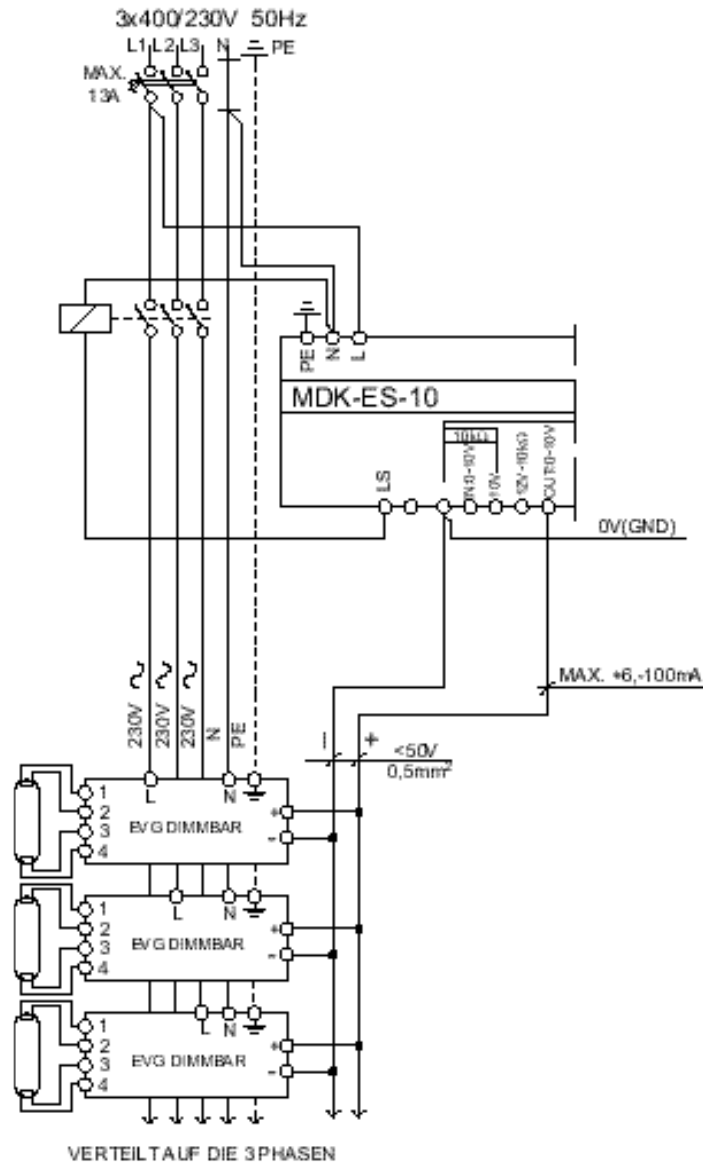 3x400/230V 50Hz
L1 L2 L3 N PE
MAX.
13A
PE
N
L
MDK-ES-10
10kΩ
LS
IN:0-10V
10V
12V-10kΩ
OUT:0-10V
0V(GND)
MAX. +6,-100mA
230V
230V
230V
N
PE
- +
<50V
0,5mm²
1
2
3
4
L N
EVG DIMMBAR
+
-
1
2
3
4
L N
EVG DIMMBAR
+
-
1
2
3
4
L N
EVG DIMMBAR
+
-
VERTEILT AUF DIE 3 PHASEN